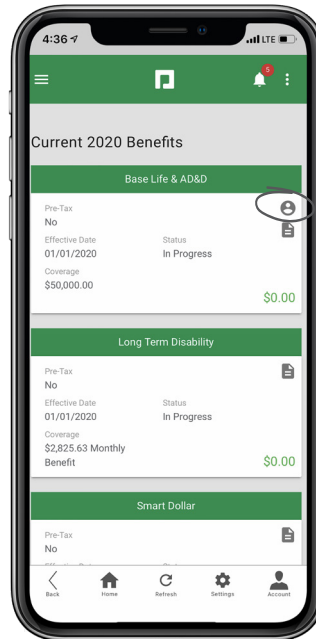 4:36 LTE
5
Current 2020 Benefits
Base Life & AD&D
Pre-Tax
No
Effective Date Status
01/01/2020 In Progress
Coverage
$50,000.00
$0.00
Long Term Disability
Pre-Tax
No
Effective Date Status
01/01/2020 In Progress
Coverage
$2,825.63 Monthly
Benefit $0.00
Smart Dollar
Pre-Tax
No
Back Home Refresh Settings Account